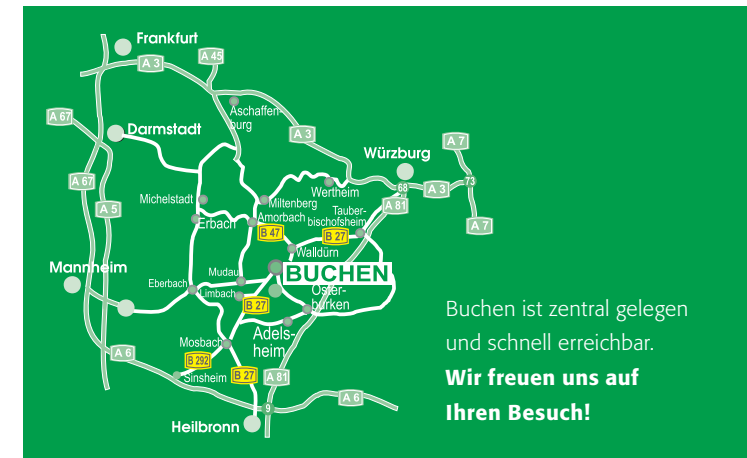 Frankfurt
A 45
A 3
Aschaffen-
burg
A 67
Darmstadt
A 3
A 7
Würzburg
A 67
73
68
A 3
Wertheim
Michelstadt
Miltenberg
A 5
A 81
Tauber-
bischofsheim
Amorbach
Erbach
A 7
B 47
B 27
Walldürn
Mannheim
Mudau
BUCHEN
Eberbach
Limbach
Oster-
burken
B 27
Adels-
heim
Mosbach
A 6
B 292
Sinsheim
B 27
A 81
A 6
9
Heilbronn
Buchen ist zentral gelegen
und schnell erreichbar.
Wir freuen uns auf
Ihren Besuch!